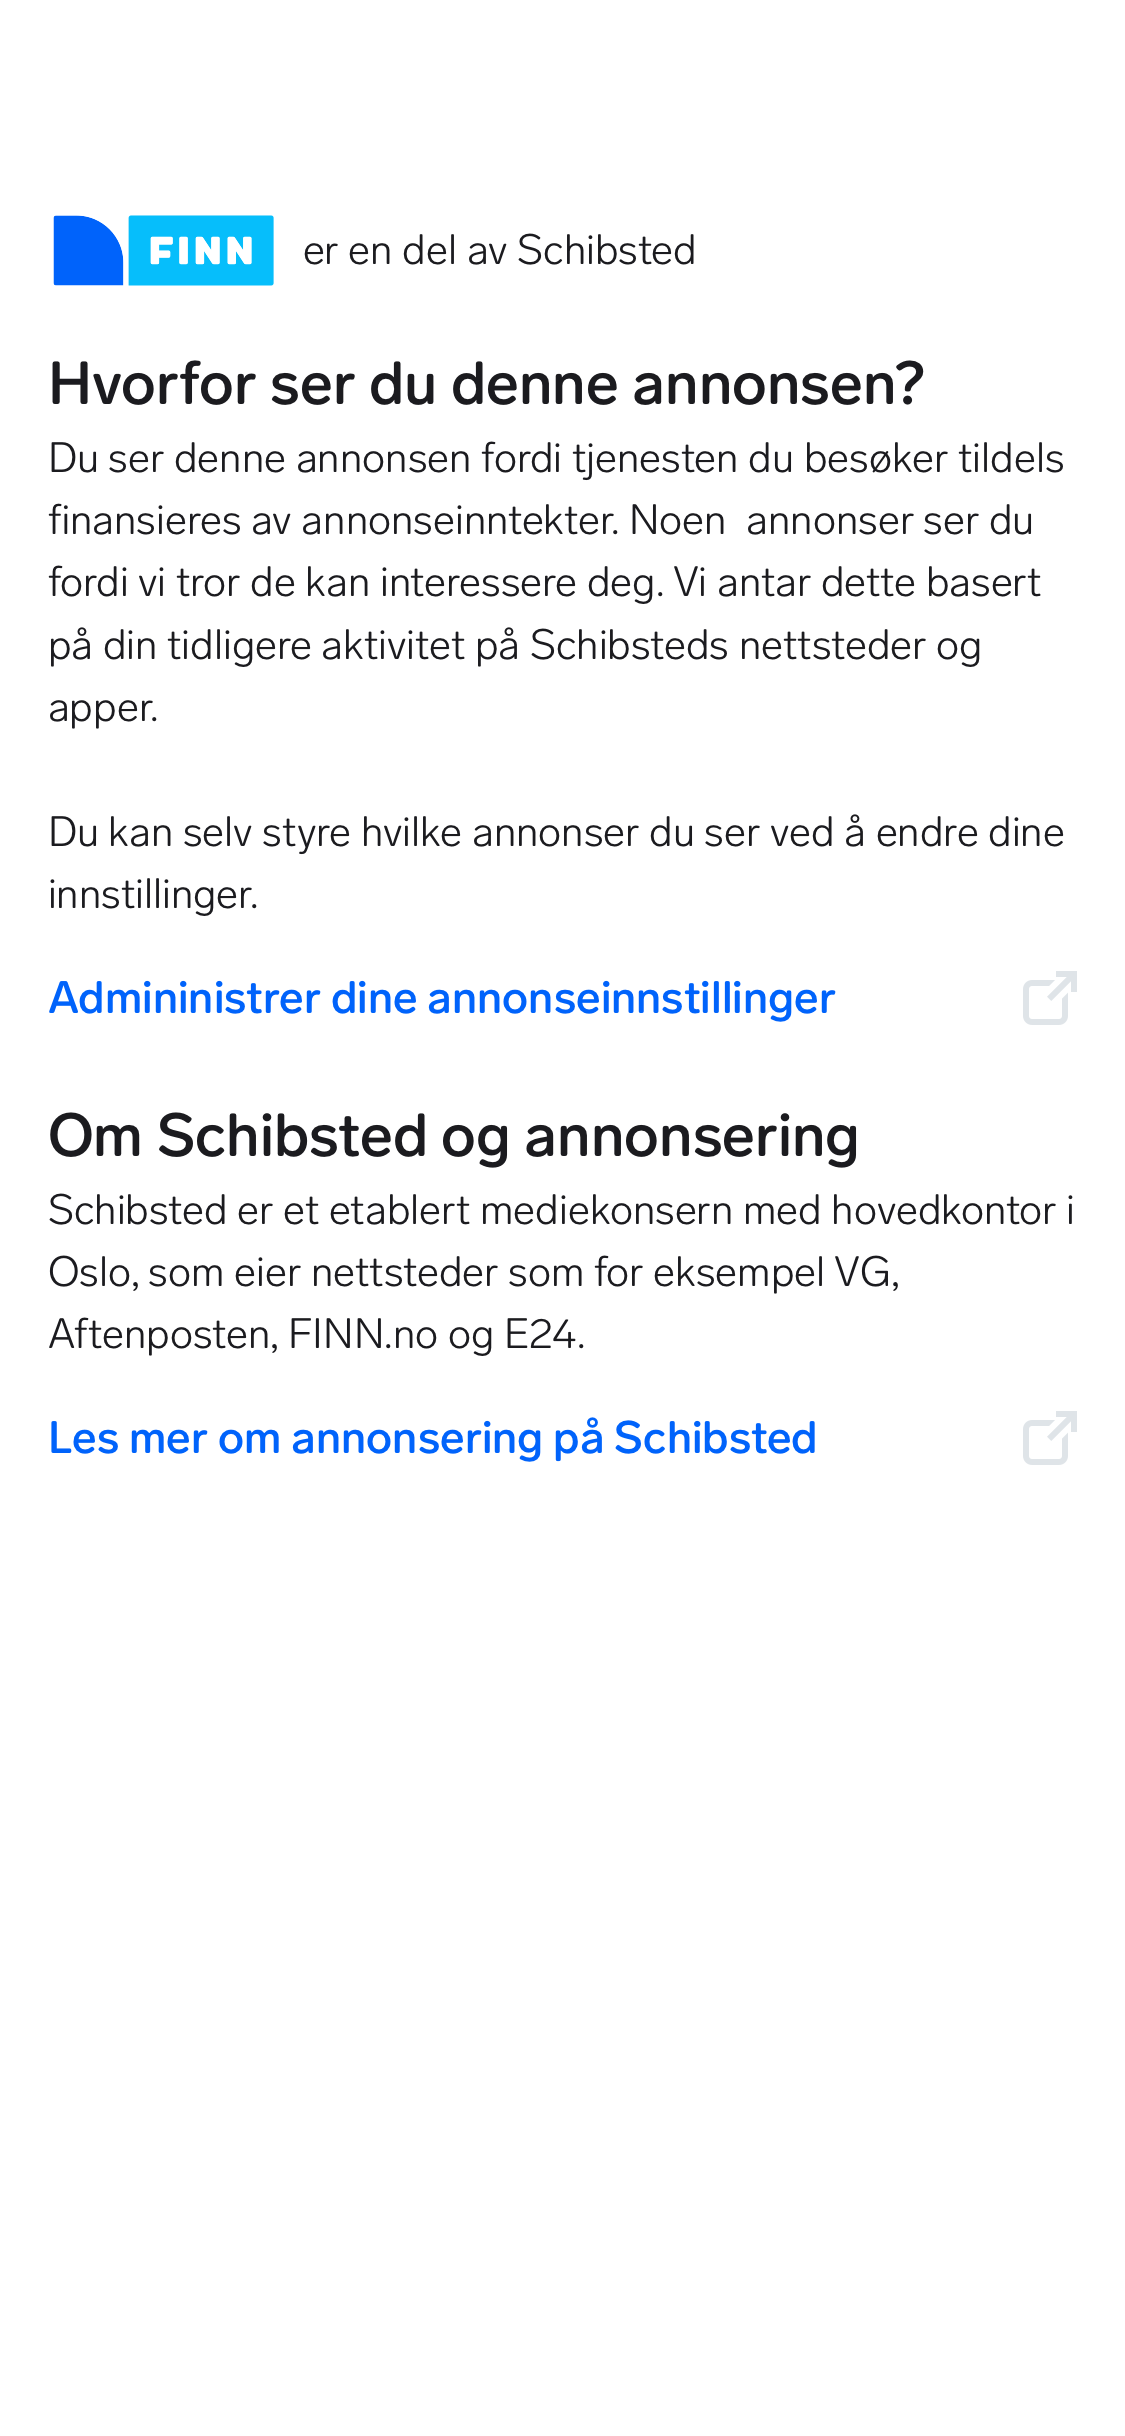 FINN er en del av Schibsted
Hvorfor ser du denne annonsen?
Du ser denne annonsen fordi tjenesten du besøker tildels
finansieres av annonseinntekter. Noen  annonser ser du
fordi vi tror de kan interessere deg. Vi antar dette basert
på din tidligere aktivitet på Schibsteds nettsteder og
apper.
Du kan selv styre hvilke annonser du ser ved å endre dine
innstillinger.
Admininistrer dine annonseinnstillinger
Om Schibsted og annonsering
Schibsted er et etablert mediekonsern med hovedkontor i
Oslo, som eier nettsteder som for eksempel VG,
Aftenposten, FINN.no og E24.
Les mer om annonsering på Schibsted